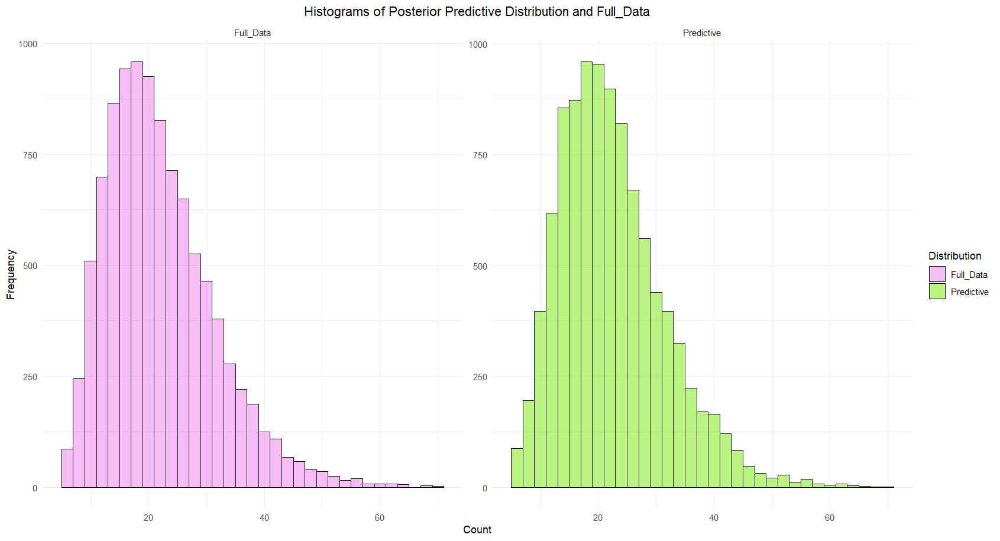 Histograms of Posterior Predictive Distribution and Full_Data
Full_Data
Predictive
1000
750
500
250
0
1000
750
500
250
0
Frequency
20
40
60
20
40
60
Count
Distribution
Full_Data
Predictive